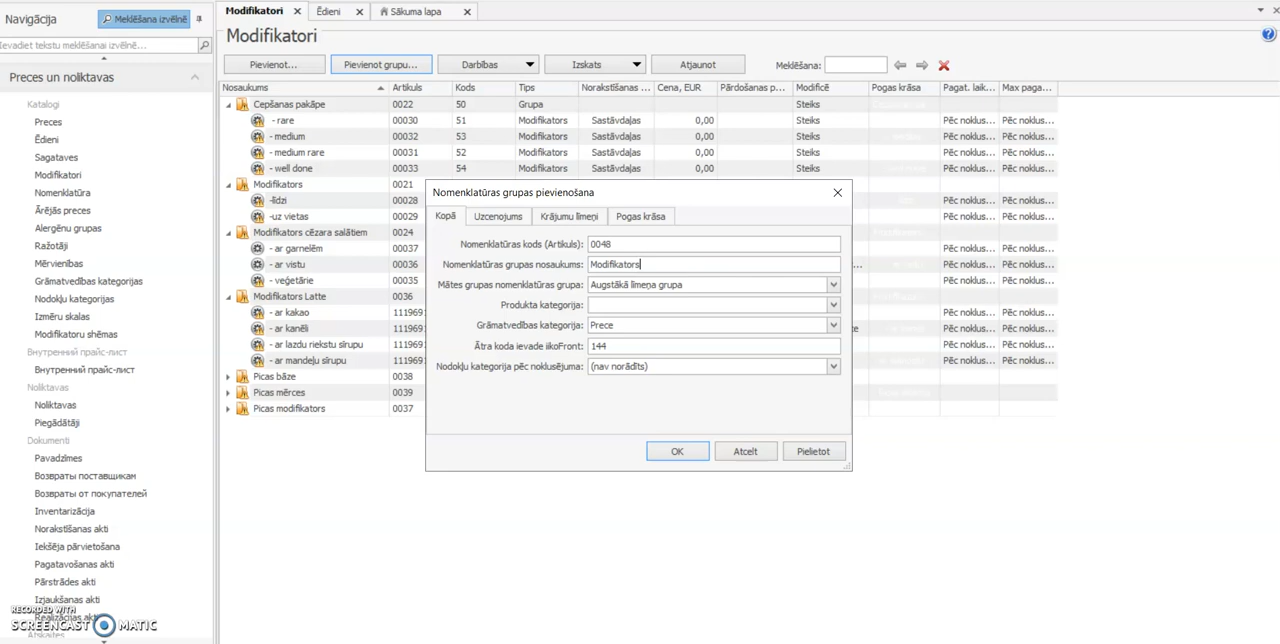 Navigācija
Meklēšana izvēlnē
Ievadiet tekstu meklēšanai izvēlnē...
Preces un noliktavas
Katalogi
Preces
Ēdieni
Sagataves
Modifikatori
Nomenklatūra
Ārējās preces
Alergēnu grupas
Ražotāji
Mērvienības
Grāmatvedības kategorijas
Nodokļu kategorijas
Izmēru skalas
Modifikatoru shēmas
Внутренний прайс-лист
Внутренний прайс-лист
Noliktavas
Noliktavas
Piegādātāji
Dokumenti
Pavadzīmes
Возвраты поставщикам
Возвраты от покупателей
Inventarizācija
Norakstīšanas akti
Iekšēja pārvietošana
Pagatavošanas akti
Pārstrādes akti
Izjaukšanas akti
Realizācijas akti
Atskaites
RECORDED WITH
SCREENCAST MATIC
Modifikatori Ēdieni Sākuma lapa
Modifikatori
Pievienot... Pievienot grupu... Darbības Izskats Atjaunot Meklēšana:
Nosaukums Artikuls Kods Tips Norakstīšanas ... Cena, EUR Pārdošanas p... Modificē Pogas krāsa Pagat. laik... Max paga...
Cepšanas pakāpe 0022 50 Grupa Steiks
- rare 00030 51 Modifikators Sastāvdaļas 0,00 Steiks Pēc noklus... Pēc noklus...
- medium 00032 53 Modifikators Sastāvdaļas 0,00 Steiks Pēc noklus... Pēc noklus...
- medium rare 00031 52 Modifikators Sastāvdaļas 0,00 Steiks Pēc noklus... Pēc noklus...
- well done 00033 54 Modifikators Sastāvdaļas 0,00 Steiks Pēc noklus... Pēc noklus...
Modifikators 0021
-līdzi 00028 Pēc noklus... Pēc noklus...
-uz vietas 00029 Pēc noklus... Pēc noklus...
Modifikators cēzara salātiem 0024
- ar garnelēm 00037 Pēc noklus... Pēc noklus...
- ar vistu 00036 ... Pēc noklus... Pēc noklus...
- veģetārie 00035 Pēc noklus... Pēc noklus...
Modifikators Latte 0036
- ar kakao 1119691 Pēc noklus... Pēc noklus...
- ar kanēli 1119691 Pēc noklus... Pēc noklus...
- ar lazdu riekstu sīrupu 1119691 Pēc noklus... Pēc noklus...
- ar mandeļu sīrupu 1119691 Pēc noklus... Pēc noklus...
Picas bāze 0038
Picas mērces 0039
Picas modifikators 0037
Nomenklatūras grupas pievienošana
Kopā Uzcenojums Krājumu līmeņi Pogas krāsa
Nomenklatūras kods (Artikuls): 0048
Nomenklatūras grupas nosaukums: Modifikators
Mātes grupas nomenklatūras grupa: Augstākā līmeņa grupa
Produkta kategorija:
Grāmatvedības kategorija: Prece
Ātra koda ievade iikoFront: 144
Nodokļu kategorija pēc noklusējuma: (nav norādīts)
OK Atcelt Pielietot